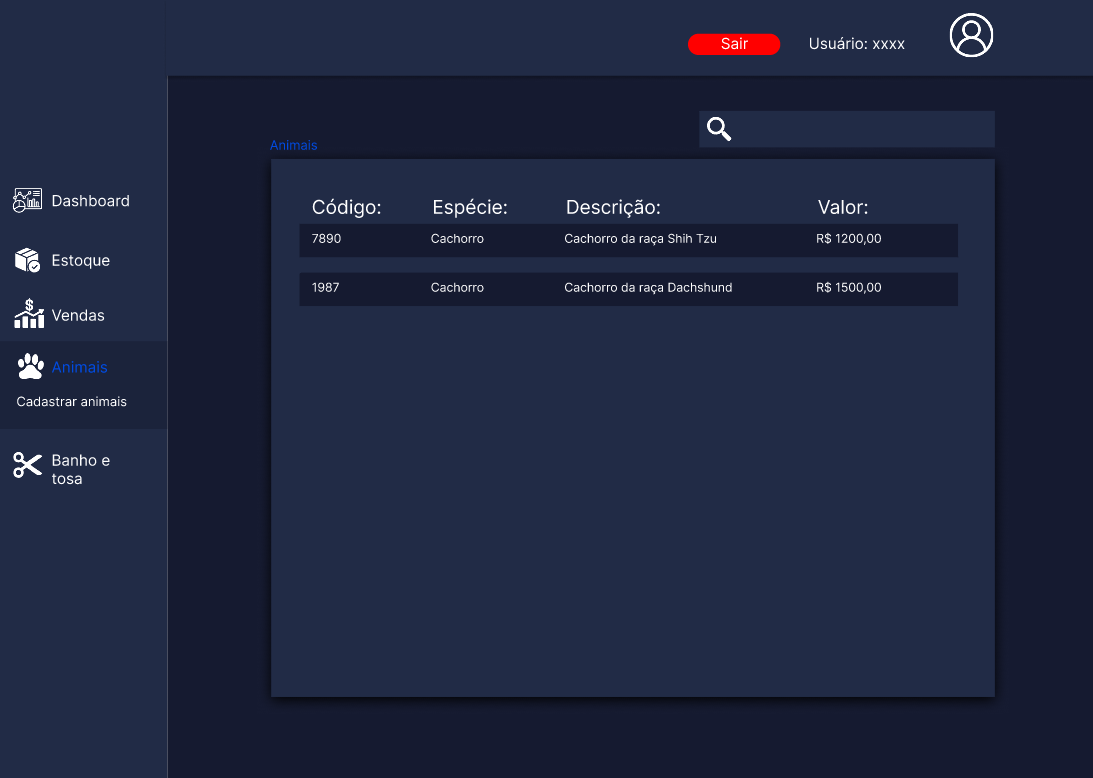 Sair
Usuário: xxxx
Animais
Dashboard
Estoque
Vendas
Animais
Cadastrar animais
Banho e
tosa
Código: Espécie: Descrição: Valor:
7890 Cachorro Cachorro da raça Shih Tzu R$ 1200,00
1987 Cachorro Cachorro da raça Dachshund R$ 1500,00